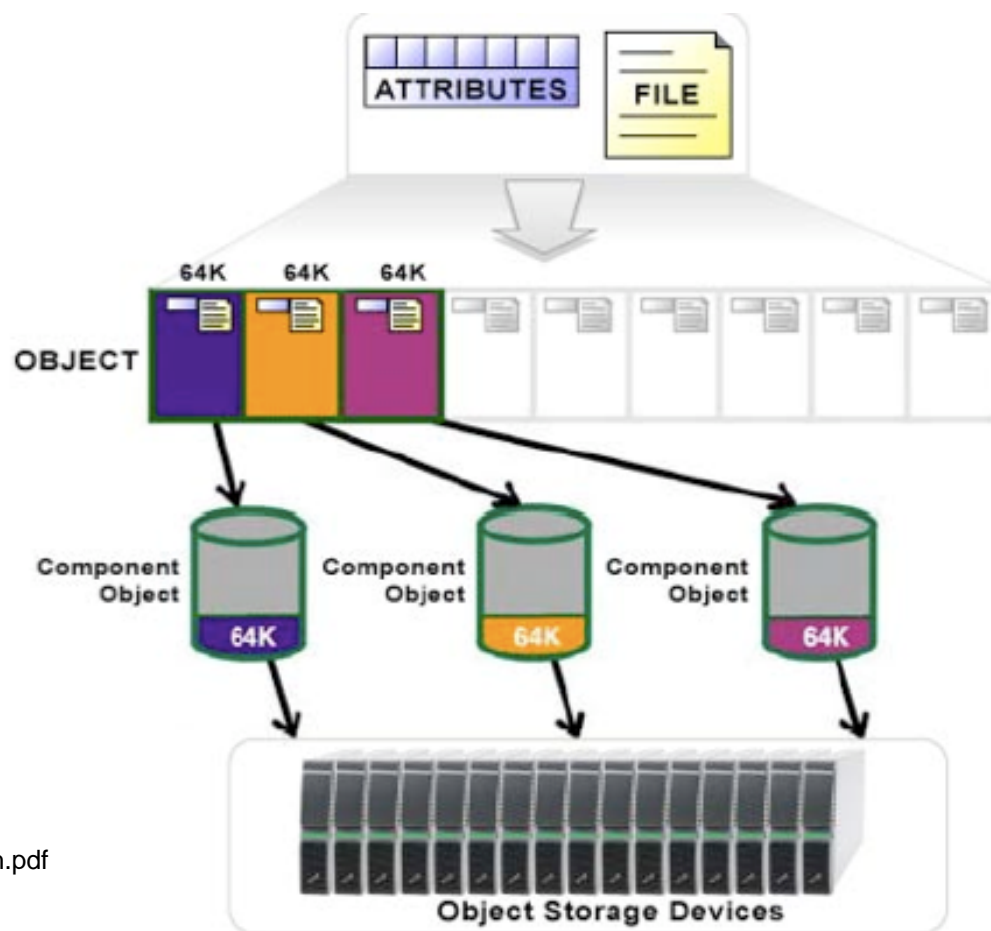 ATTRIBUTES
FILE
64K 64K 64K
OBJECT
Component
Object
Component
Object
Component
Object
64K
64K
64K
n.pdf
Object Storage Devices